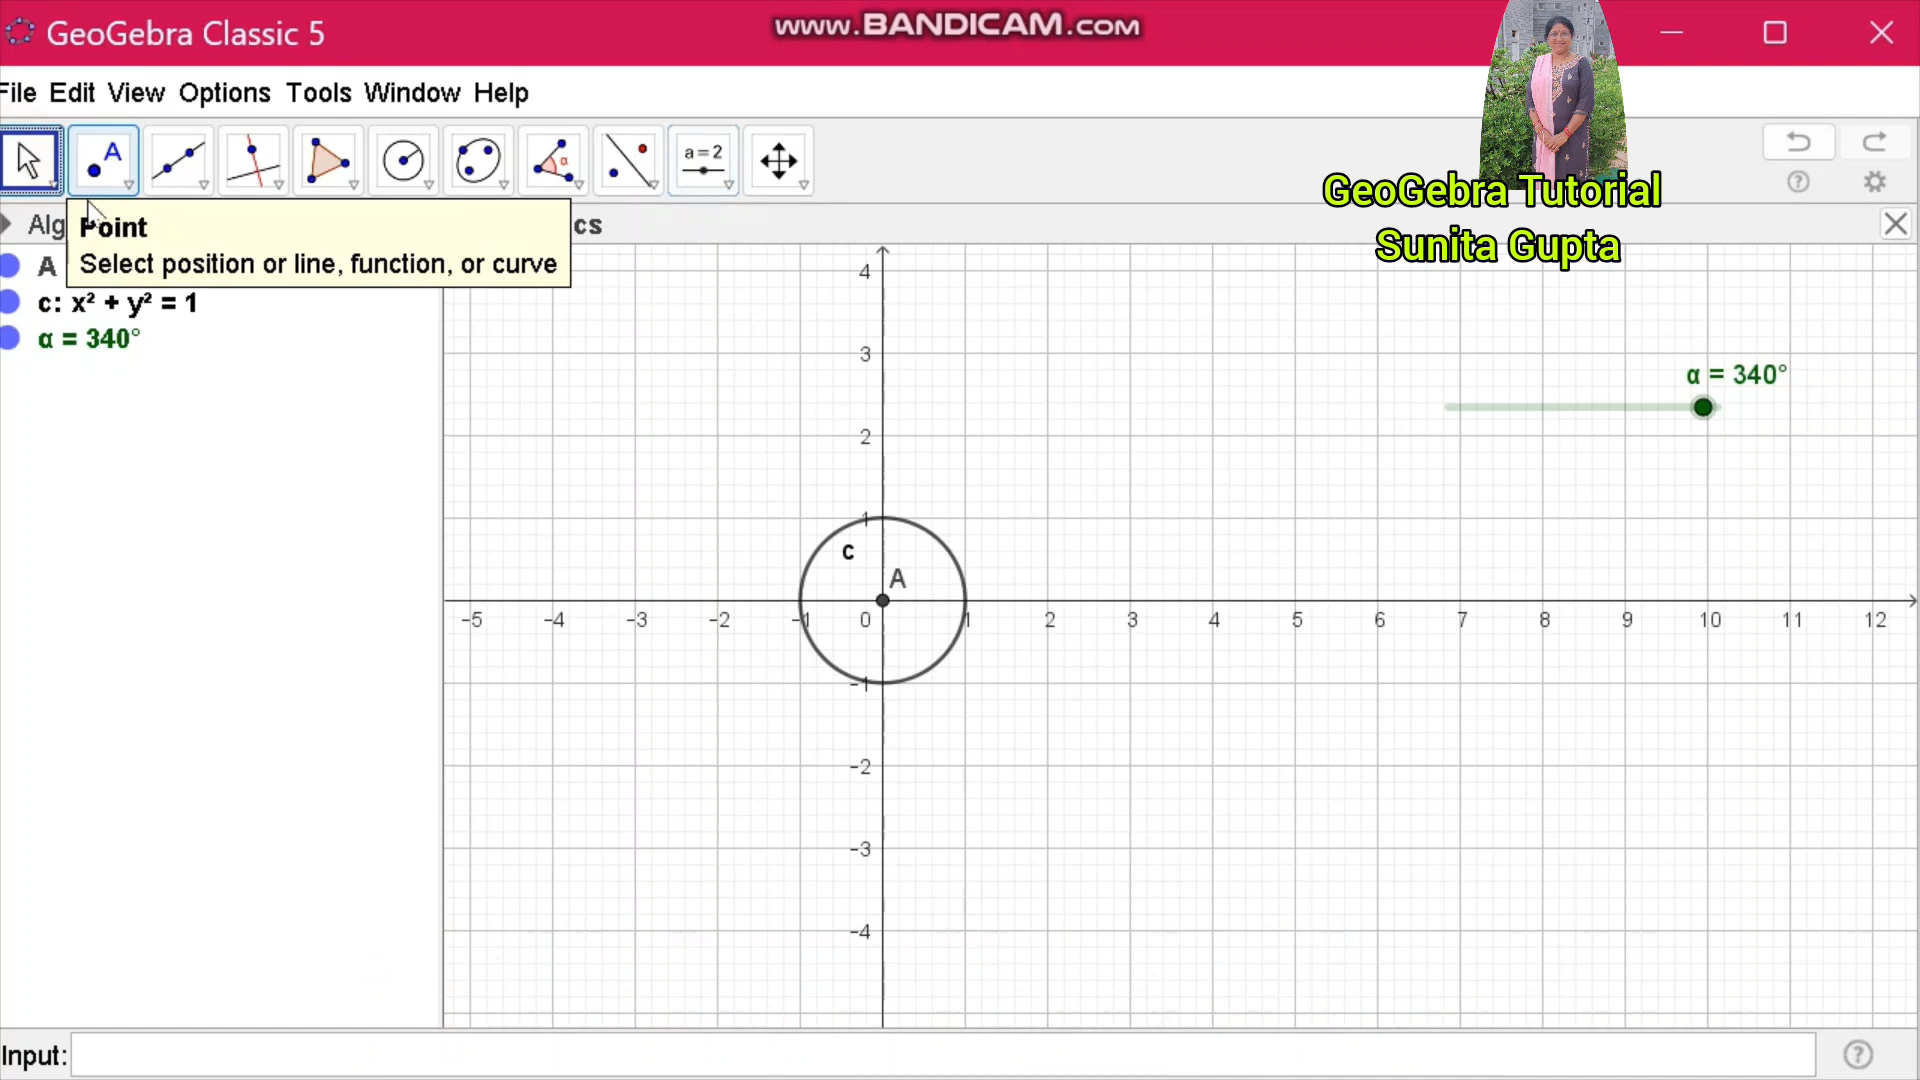 GeoGebra Classic 5
www.BANDICAM.com
File Edit View Options Tools Window Help
A
α
a=2
GeoGebra Tutorial
Sunita Gupta
Alg
cs
Point
Select position or line, function, or curve
A
c: x² + y² = 1
α = 340°
α = 340°
4
3
2
1
c
A
-5 -4 -3 -2 -1 0 1 2 3 4 5 6 7 8 9 10 11 12
-1
-2
-3
-4
Input: